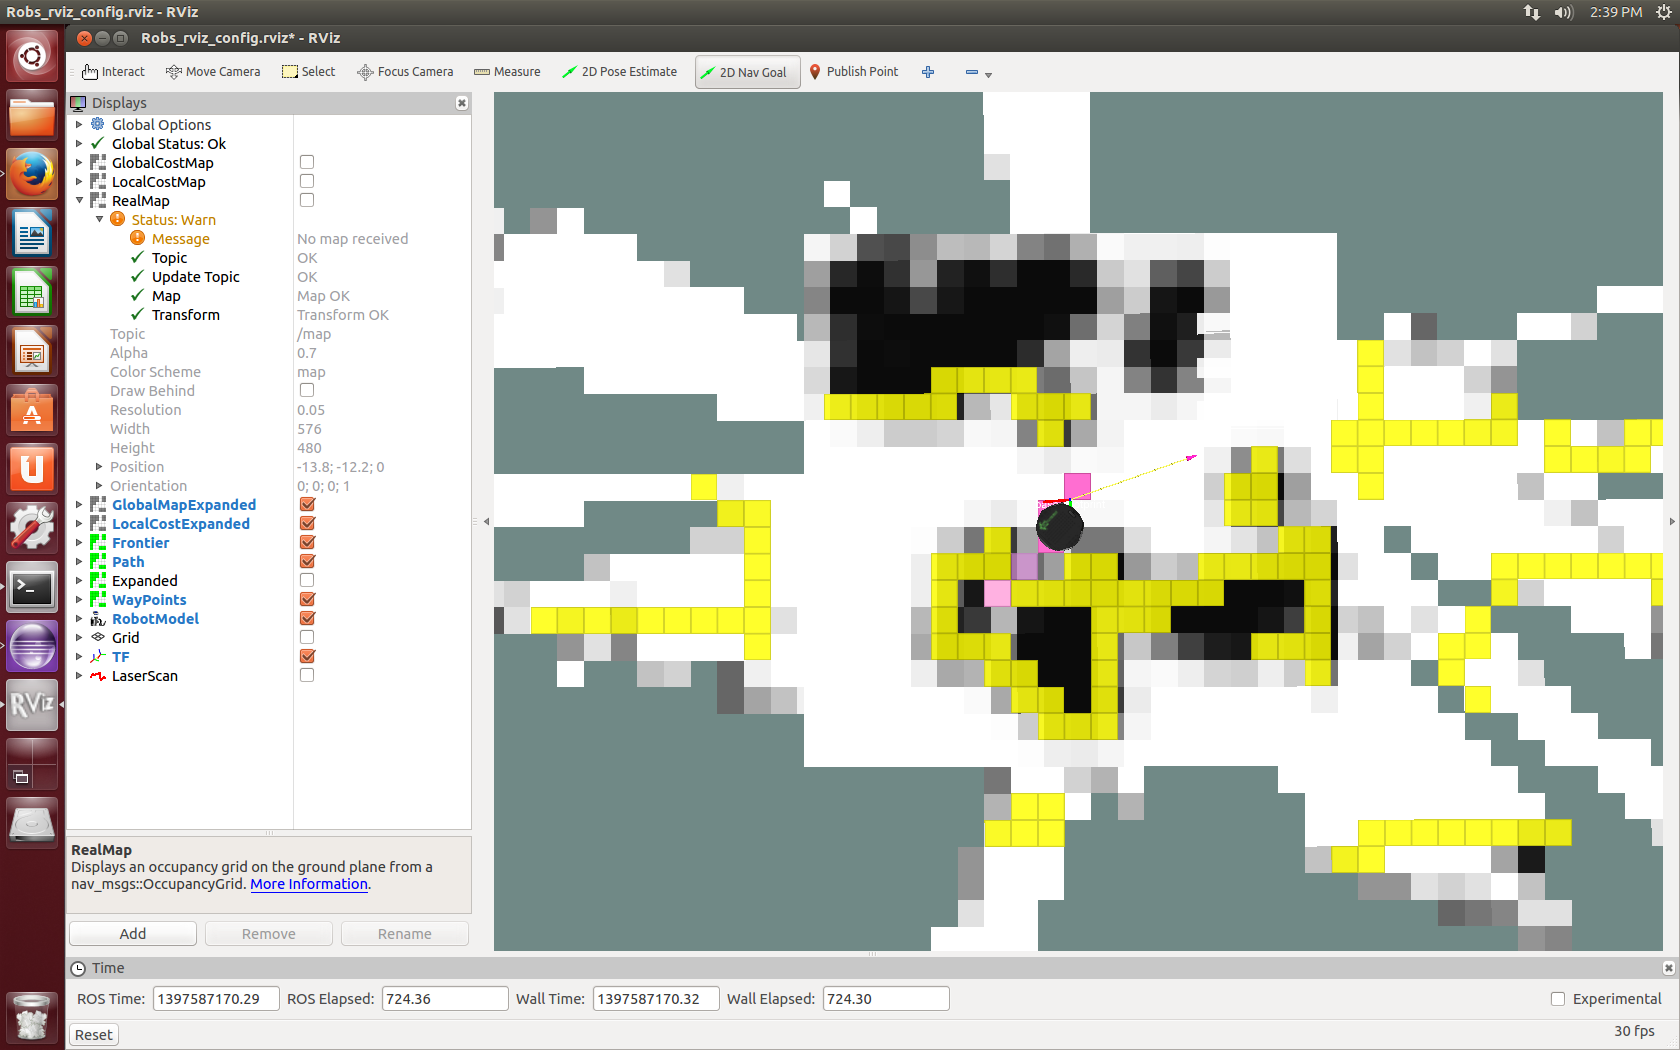 Robs_rviz_config.rviz - RViz
2:39 PM
Robs_rviz_config.rviz* - RViz
Interact Move Camera Select Focus Camera Measure 2D Pose Estimate 2D Nav Goal Publish Point
Displays
Global Options
Global Status: Ok
GlobalCostMap
LocalCostMap
RealMap
Status: Warn
Message No map received
Topic OK
Update Topic OK
Map Map OK
Transform Transform OK
Topic /map
Alpha 0.7
Color Scheme map
Draw Behind
Resolution 0.05
Width 576
Height 480
Position -13.8; -12.2; 0
Orientation 0; 0; 0; 1
GlobalMapExpanded
LocalCostExpanded
Frontier
Path
Expanded
WayPoints
RobotModel
Grid
TF
LaserScan
RViz
RealMap
Displays an occupancy grid on the ground plane from a
nav_msgs::OccupancyGrid. More Information.
Add Remove Rename
Time
ROS Time: 1397587170.29 ROS Elapsed: 724.36 Wall Time: 1397587170.32 Wall Elapsed: 724.30 Experimental
Reset 30 fps